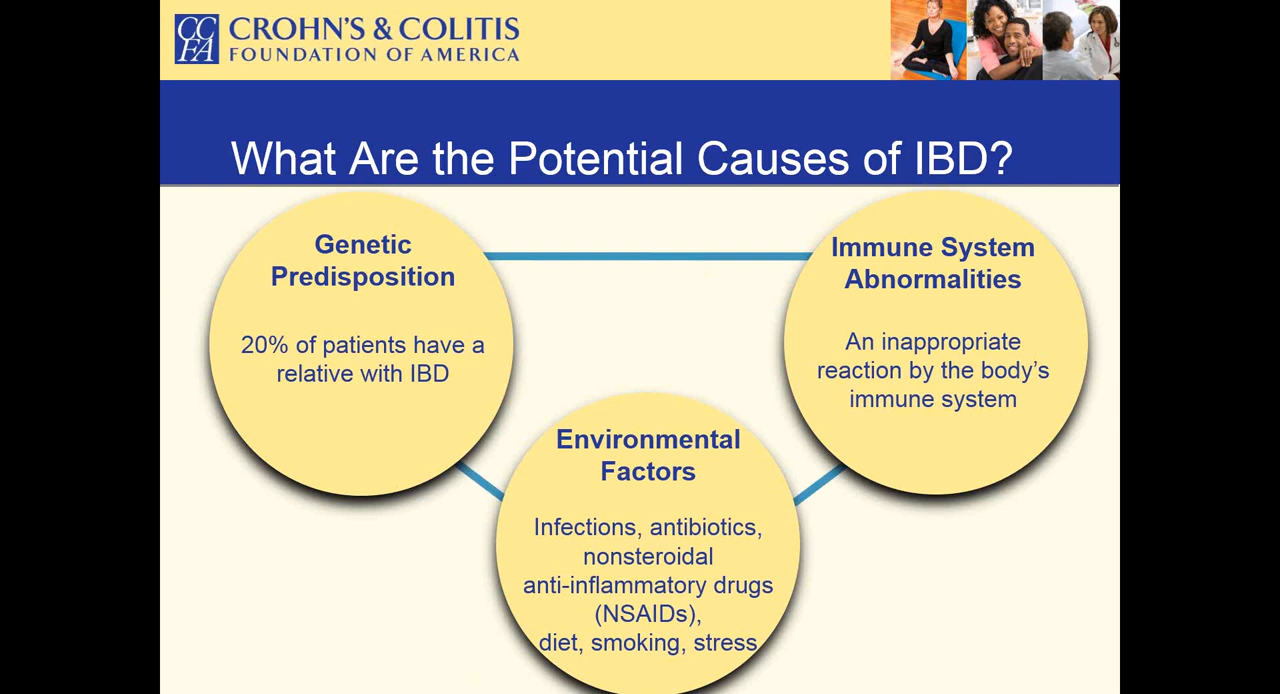 CC
FA
CROHN'S & COLITIS
FOUNDATION OF AMERICA
What Are the Potential Causes of IBD?
Genetic
Predisposition
20% of patients have a
relative with IBD
Immune System
Abnormalities
An inappropriate
reaction by the body’s
immune system
Environmental
Factors
Infections, antibiotics,
nonsteroidal
anti-inflammatory drugs
(NSAIDs),
diet, smoking, stress